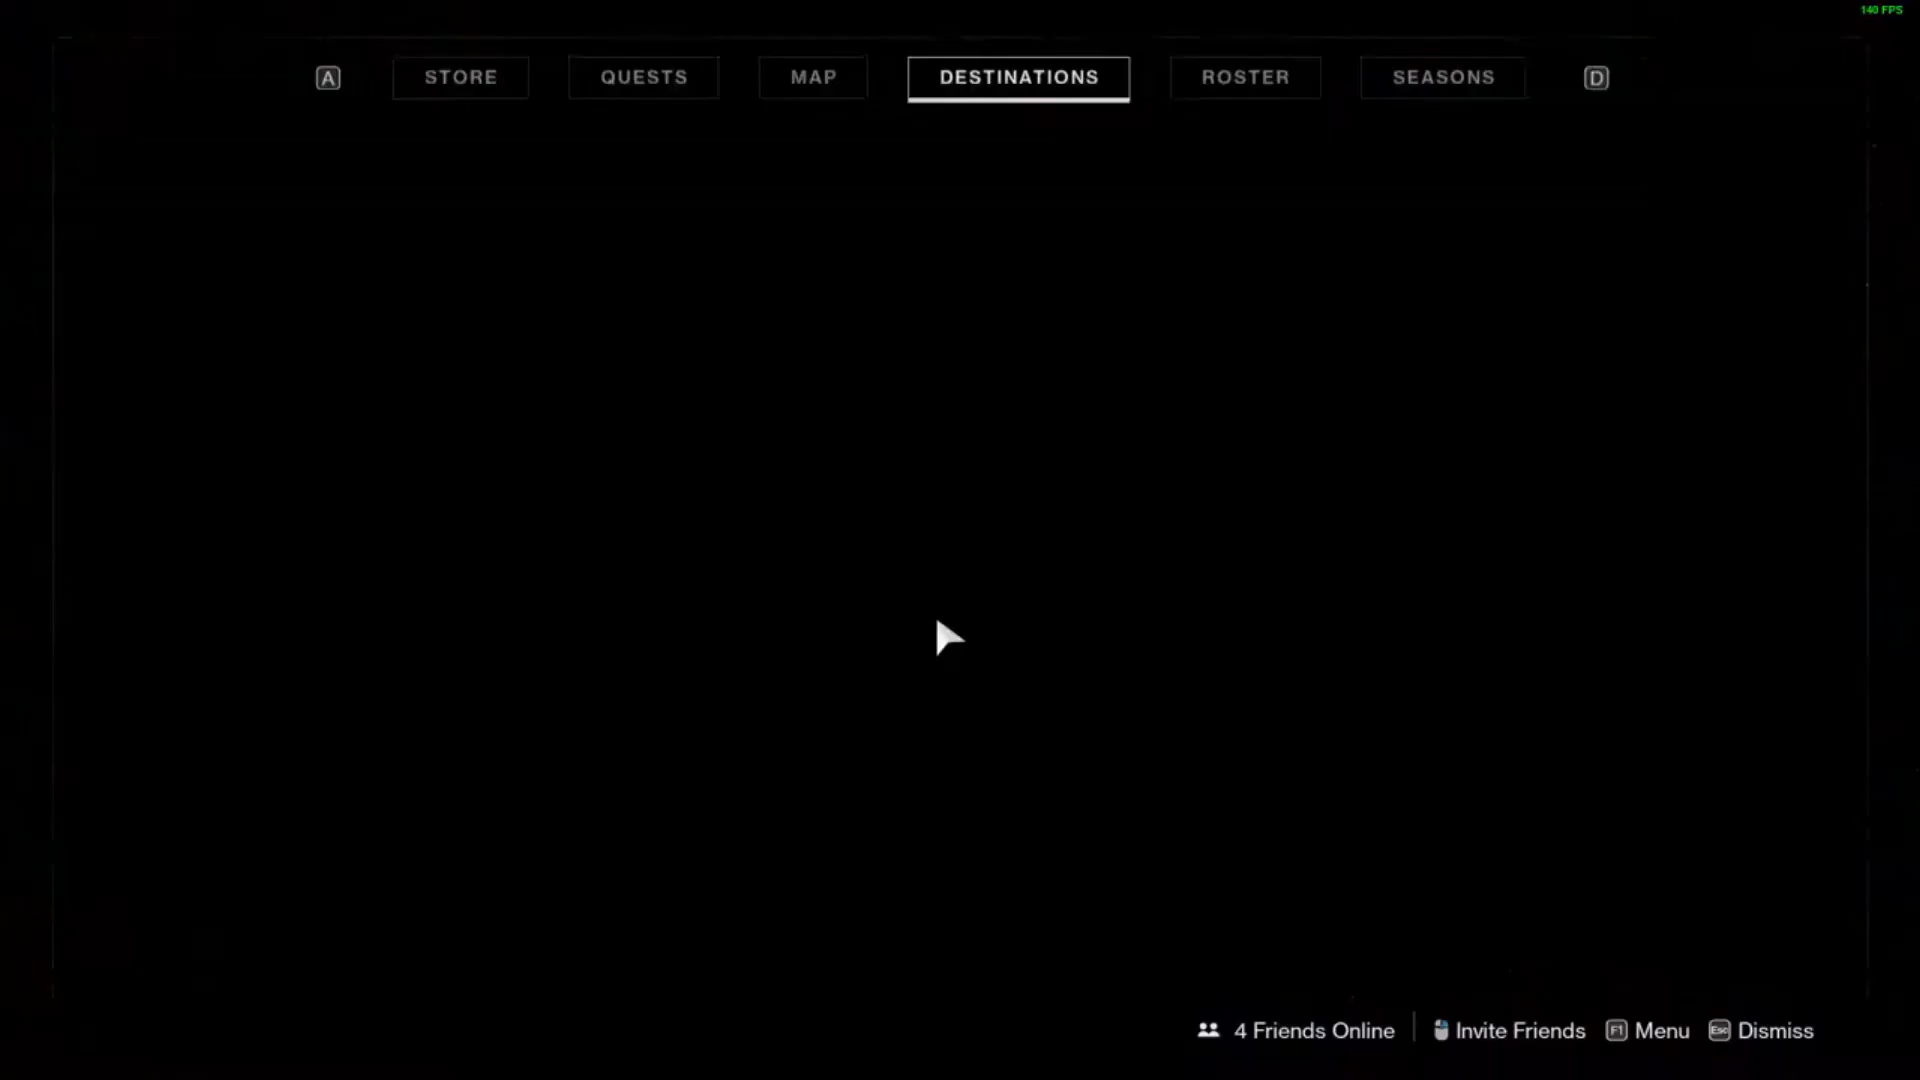 140 FPS
A STORE QUESTS MAP DESTINATIONS ROSTER SEASONS D
4 Friends Online Invite Friends F1 Menu Esc Dismiss